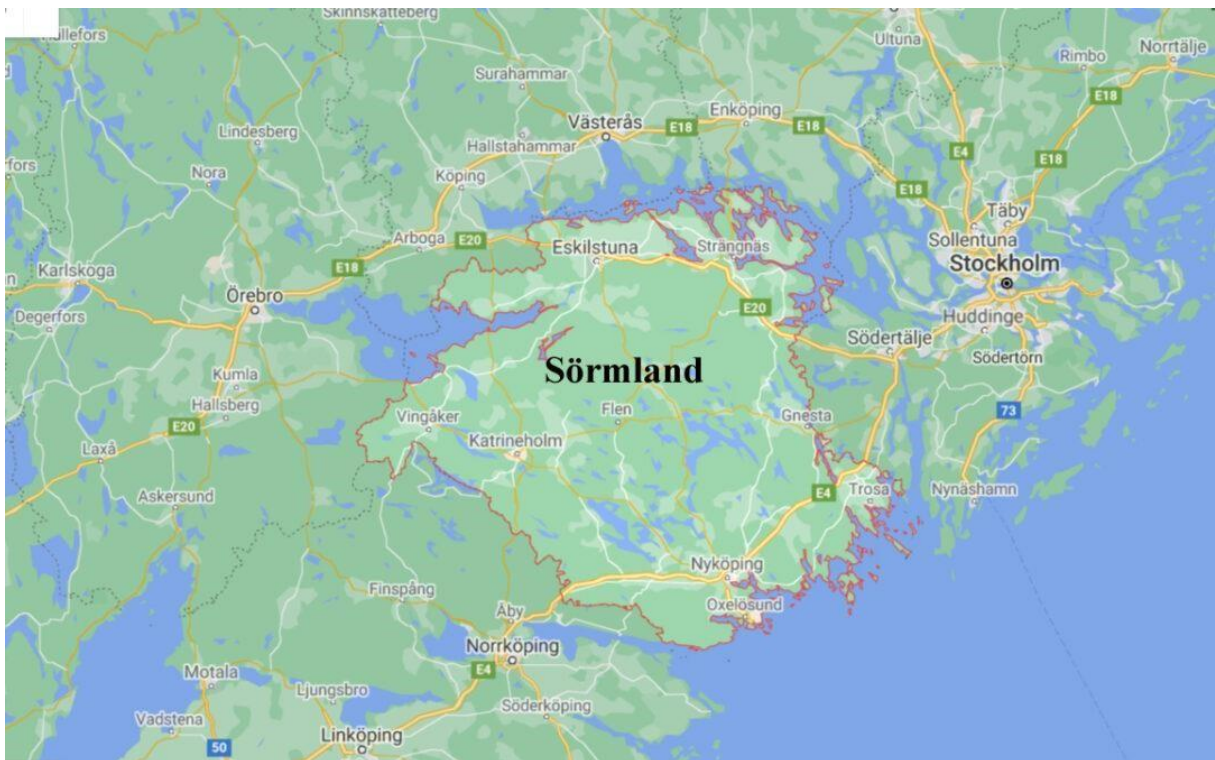 Skinnskatteberg
Hällefors
Ultuna
Rimbo
Norrtälje
Surahammar
E18
Enköping
Västerås
E18
E18
Lindesberg
Hallstahammar
E4
E18
fors
Nora
Köping
E18
Täby
Arboga
E20
Eskilstuna
Strängnäs
Sollentuna
Karlskoga
E18
Stockholm
Örebro
E20
Huddinge
Degerfors
Södertälje
Södertörn
Sörmland
Kumla
Hallsberg
Vingåker
Flen
Gnesta
73
E20
Laxå
Katrineholm
E4
Trosa
Nynäshamn
Askersund
Nyköping
Finspång
Oxelösund
Åby
Norrköping
E4
Motala
Ljungsbro
Söderköping
Vadstena
Linköping
50